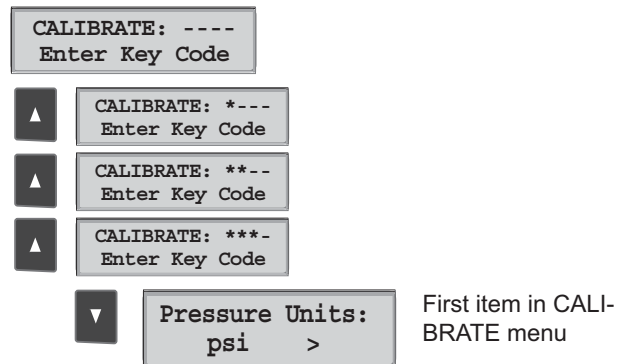 CALIBRATE: ----
Enter Key Code
CALIBRATE: *---
Enter Key Code
CALIBRATE: **--
Enter Key Code
CALIBRATE: ***-
Enter Key Code
Pressure Units:
psi >
First item in CALI-
BRATE menu